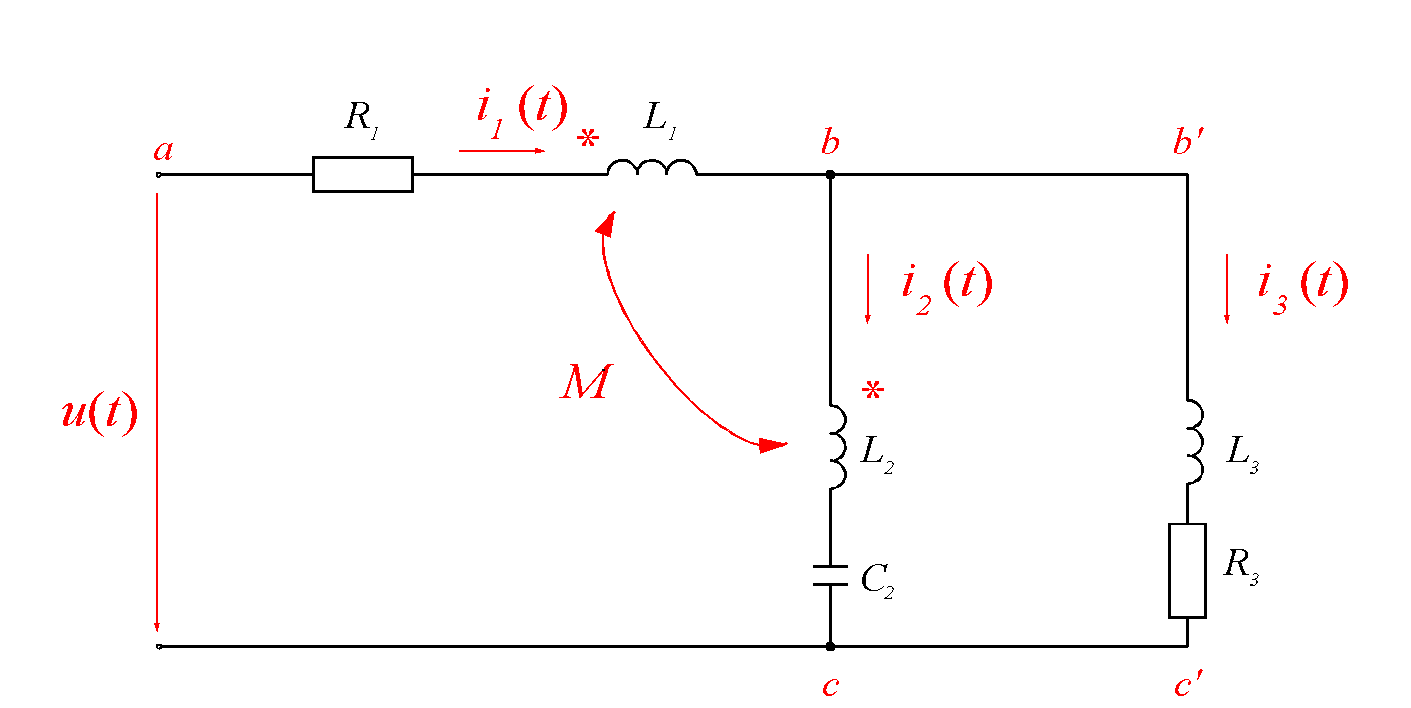 R₁
i₁(t)
*
L₁
a
b
b'
i₂(t)
i₃(t)
M
u(t)
*
L₂
L₃
C₂
R₃
c
c'